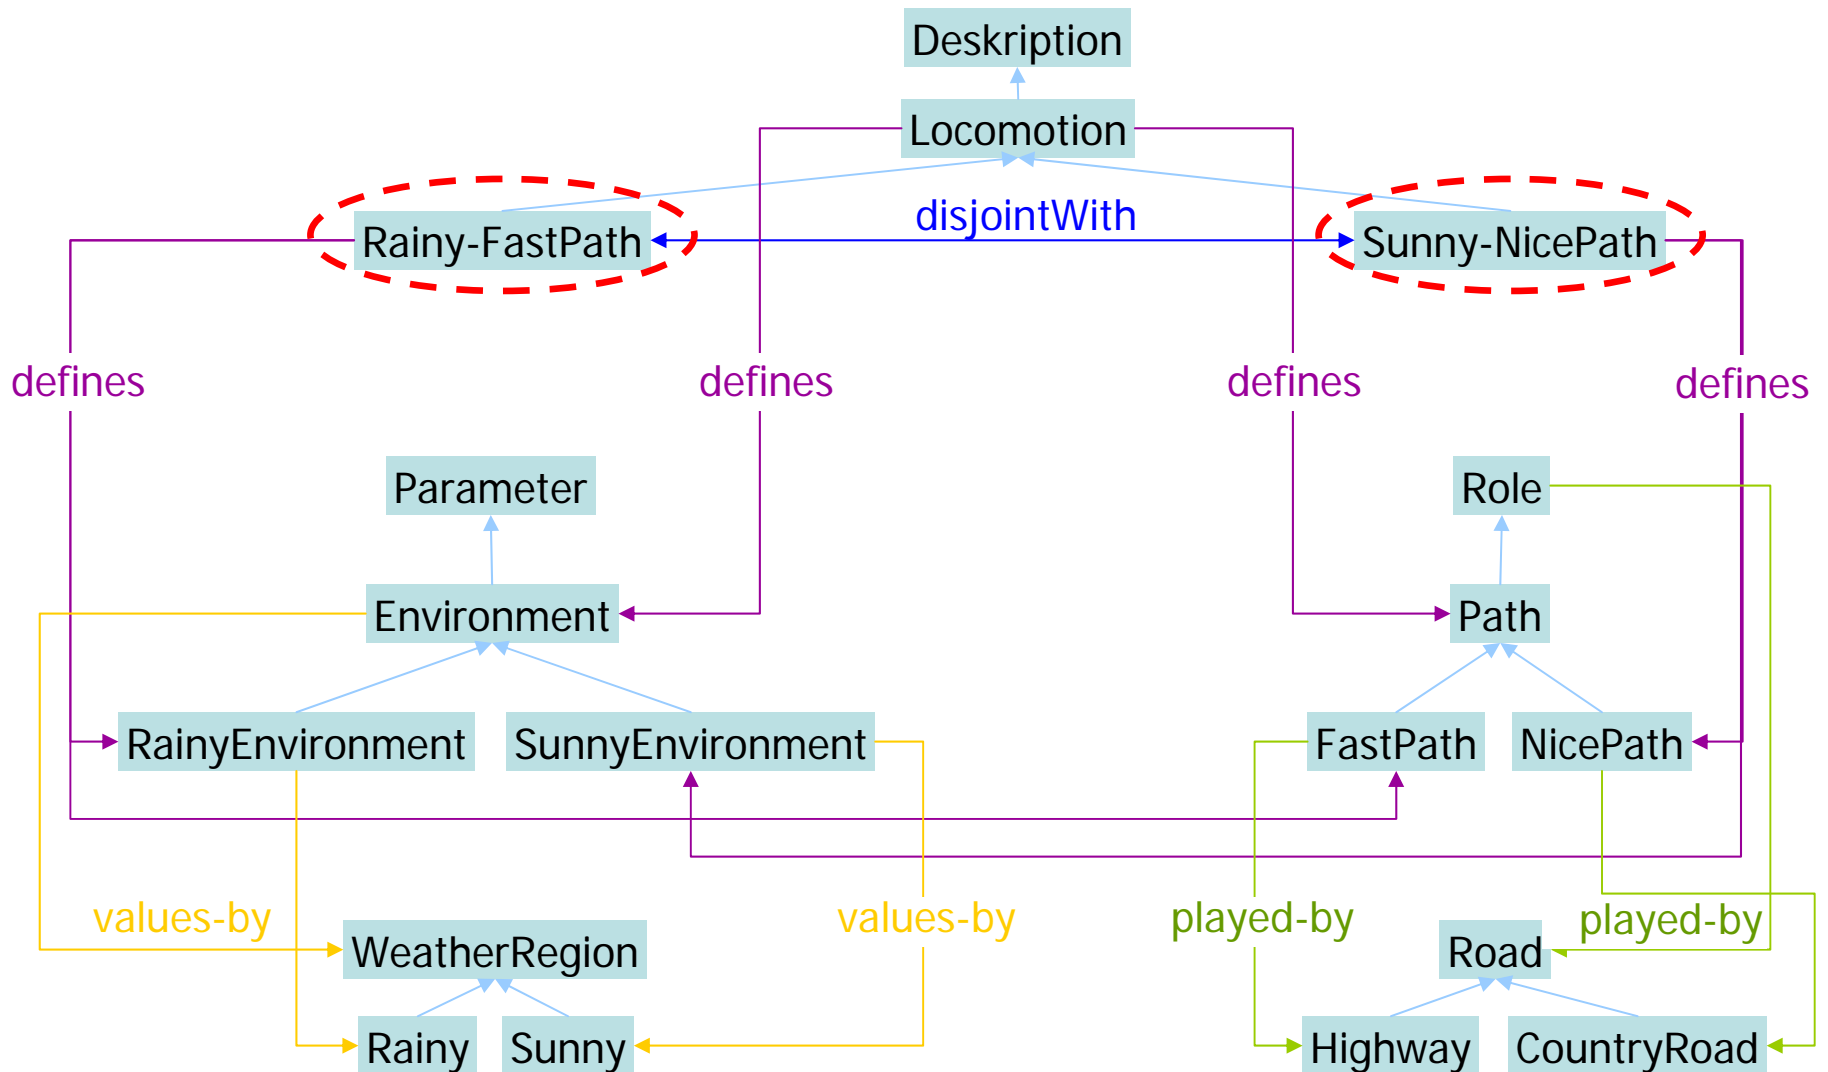 Deskription
Locomotion
disjointWith
Rainy-FastPath
Sunny-NicePath
defines
defines
defines
defines
Parameter
Role
Environment
Path
RainyEnvironment
SunnyEnvironment
FastPath
NicePath
values-by
values-by
played-by
played-by
WeatherRegion
Road
Rainy
Sunny
Highway
CountryRoad